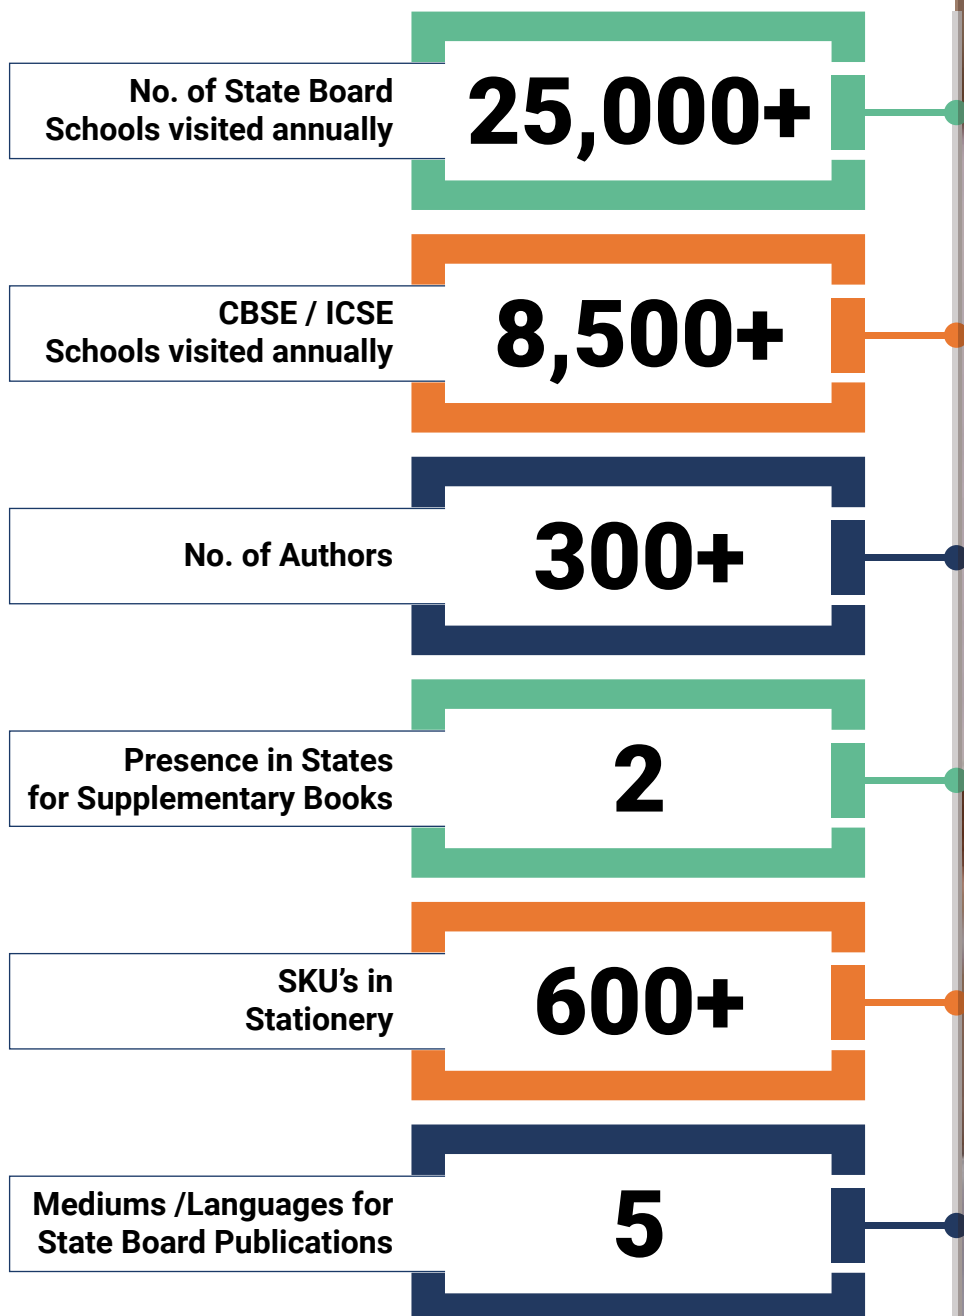 No. of State Board
Schools visited annually
25,000+
CBSE / ICSE
Schools visited annually
8,500+
No. of Authors
300+
Presence in States
for Supplementary Books
2
SKU’s in
Stationery
600+
Mediums /Languages for
State Board Publications
5